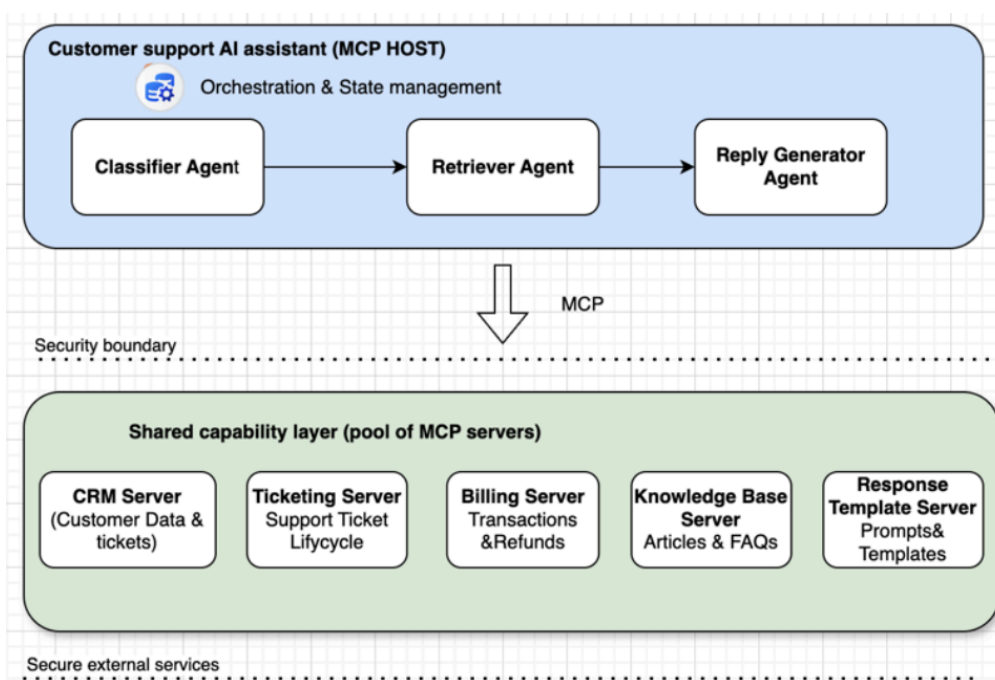 Customer support AI assistant (MCP HOST)
Orchestration & State management
Classifier Agent
Retriever Agent
Reply Generator
Agent
MCP
Security boundary
Shared capability layer (pool of MCP servers)
CRM Server
(Customer Data &
tickets)
Ticketing Server
Support Ticket
Lifycycle
Billing Server
Transactions
&Refunds
Knowledge Base
Server
Articles & FAQs
Response
Template Server
Prompts&
Templates
Secure external services